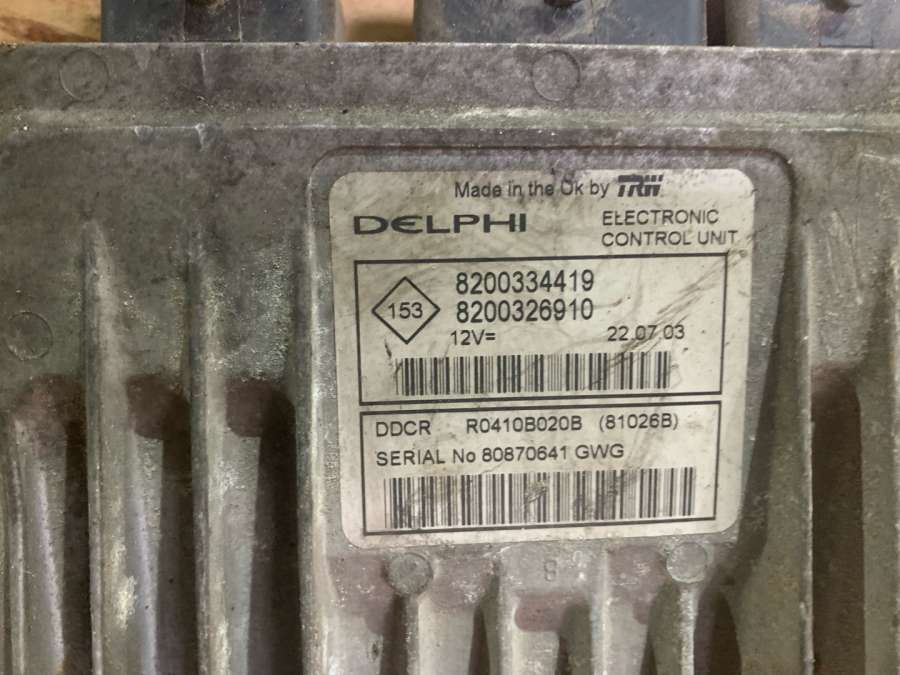 Made in the Uk by TRW
DELPHI
ELECTRONIC
CONTROL UNIT
8200334419
153
8200326910
12V= 22.07.03
DDCR R0410B020B (81026B)
SERIAL No 80870641 GWG
8